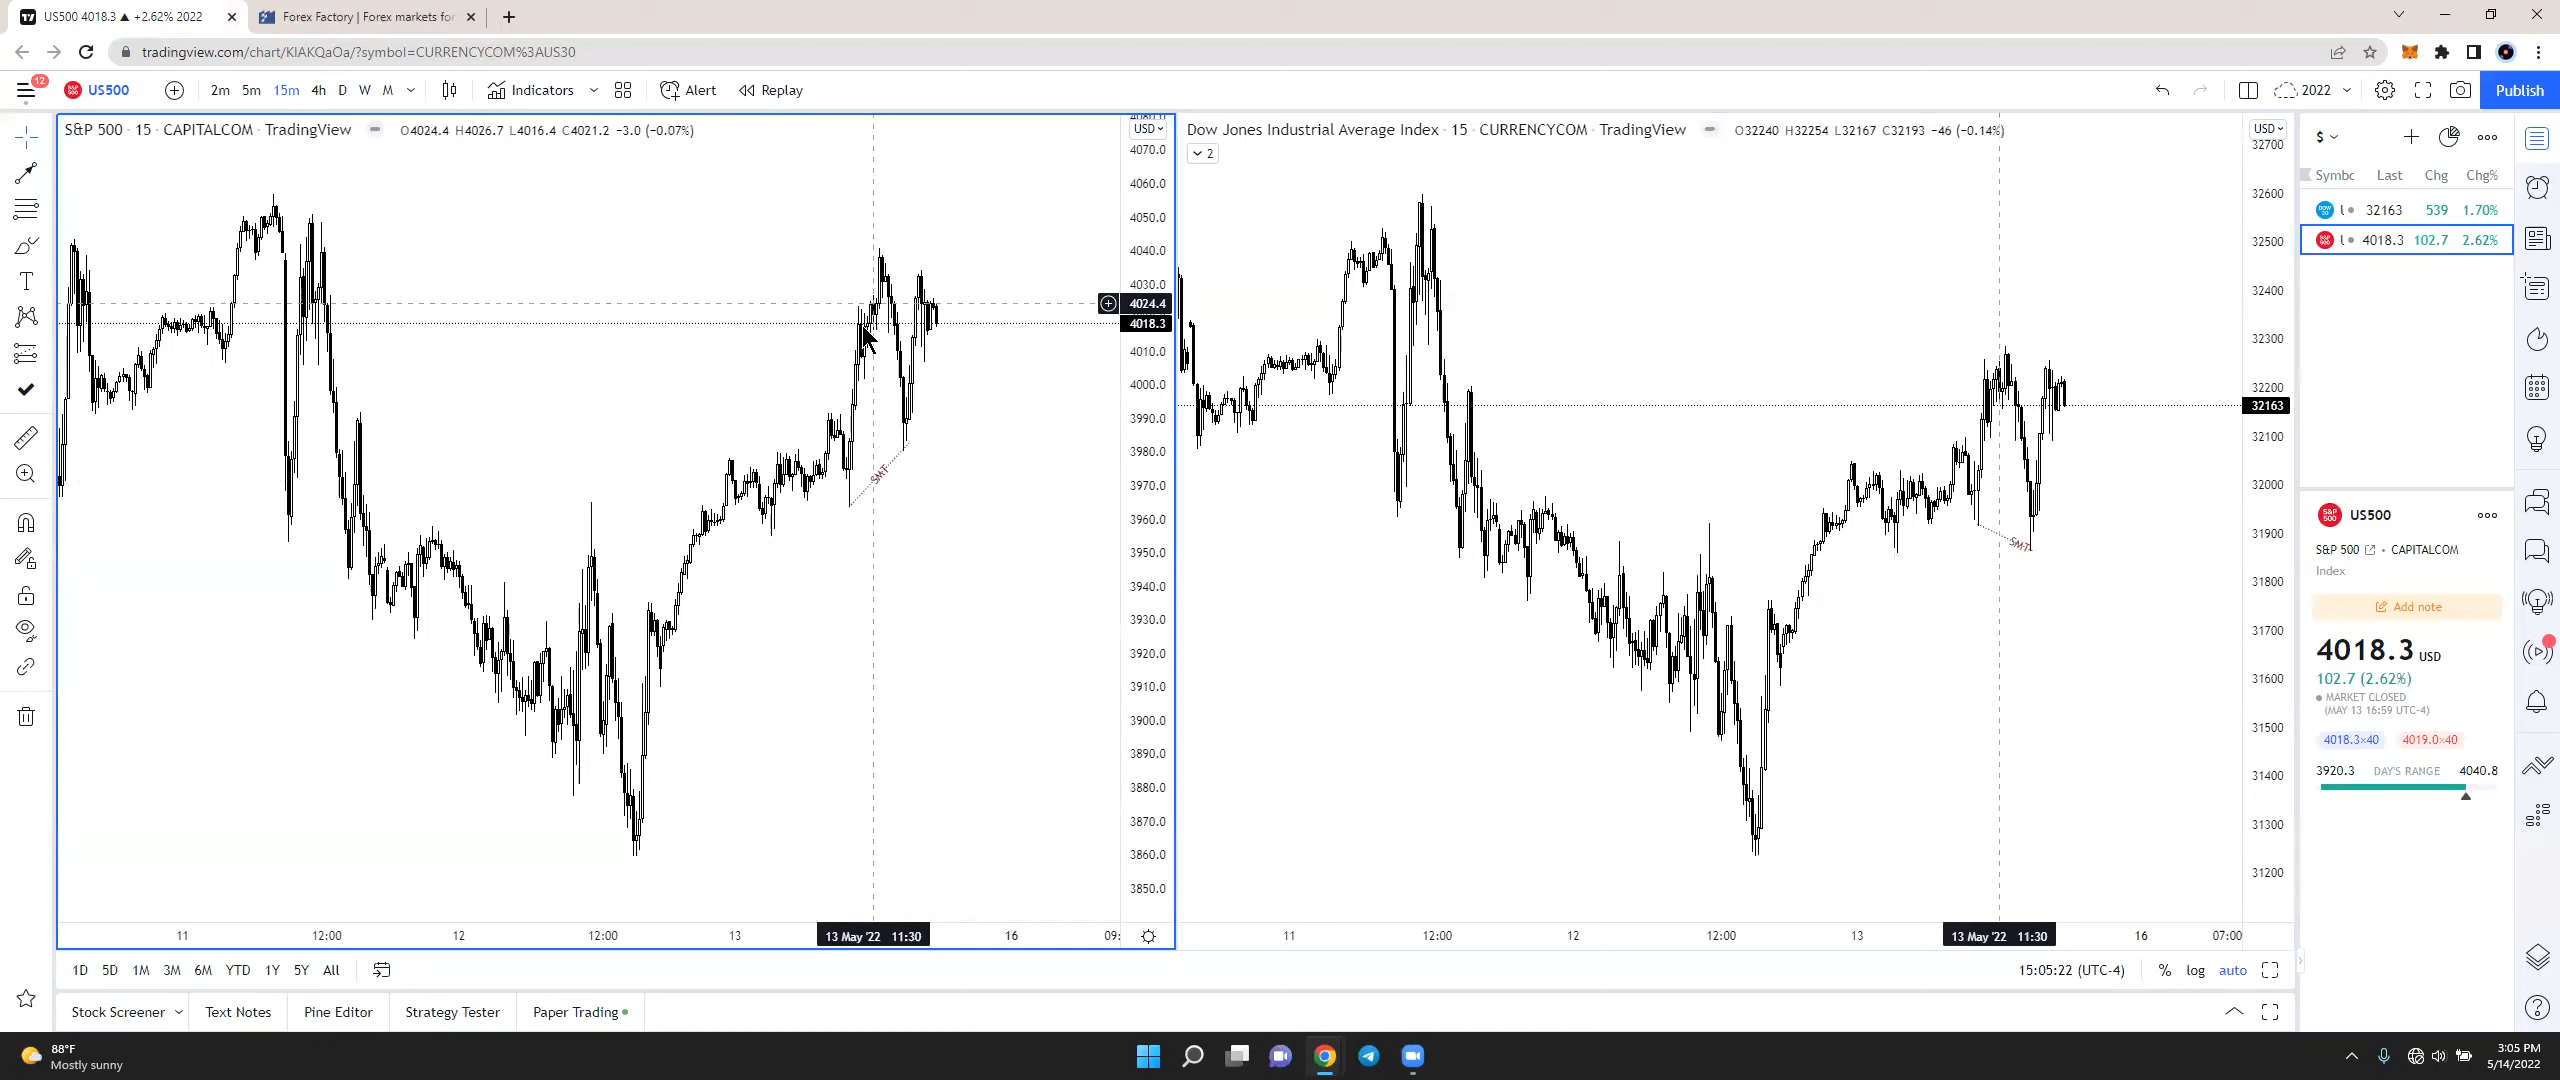 US500 4018.3 ▲ +2.62% 2022
Forex Factory | Forex markets for
tradingview.com/chart/KIAKQaOa/?symbol=CURRENCYCOM%3AUS30
12
US500
2m 5m 15m 4h D W M
Indicators
Alert
Replay
2022
Publish
S&P 500 · 15 · CAPITALCOM · TradingView
O4024.4 H4026.7 L4016.4 C4021.2 −3.0 (−0.07%)
USD
4070.0
4060.0
4050.0
4040.0
4030.0
4024.4
4018.3
4010.0
4000.0
3990.0
3980.0
3970.0
3960.0
3950.0
3940.0
3930.0
3920.0
3910.0
3900.0
3890.0
3880.0
3870.0
3860.0
3850.0
SMT
11 12:00 12 12:00 13 13 May '22 11:30 16 09:
Dow Jones Industrial Average Index · 15 · CURRENCYCOM · TradingView
O32240 H32254 L32167 C32193 −46 (−0.14%)
2
USD
32700
32600
32500
32400
32300
32200
32163
32100
32000
31900
31800
31700
31600
31500
31400
31300
31200
SMT
11 12:00 12 12:00 13 13 May '22 11:30 16 07:00
$
Symbc Last Chg Chg%
32163 539 1.70%
4018.3 102.7 2.62%
US500
S&P 500 · CAPITALCOM
Index
Add note
4018.3 USD
102.7 (2.62%)
MARKET CLOSED
(MAY 13 16:59 UTC-4)
4018.3×40 4019.0×40
3920.3 DAY'S RANGE 4040.8
1D 5D 1M 3M 6M YTD 1Y 5Y All
15:05:22 (UTC-4) % log auto
Stock Screener Text Notes Pine Editor Strategy Tester Paper Trading
88°F
Mostly sunny
3:05 PM
5/14/2022